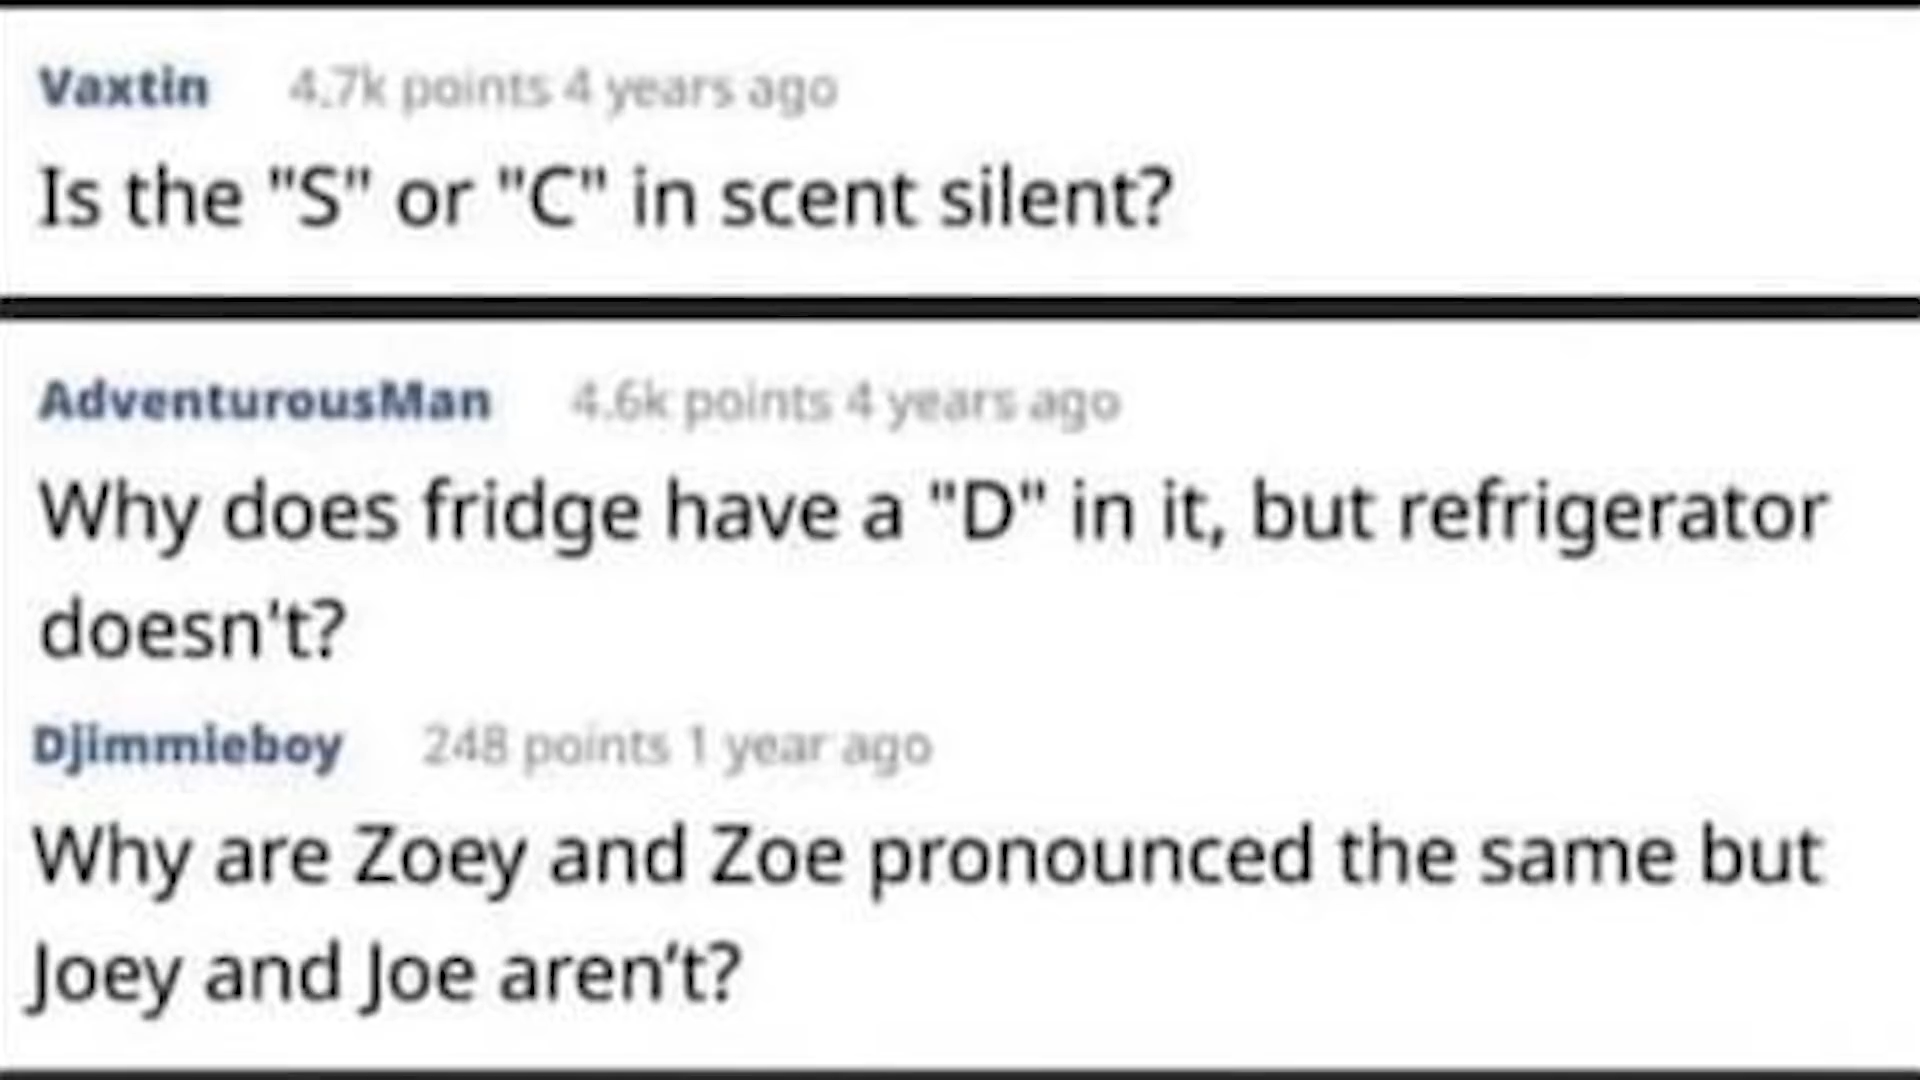 Vaxtin 4.7k points 4 years ago
Is the "S" or "C" in scent silent?
AdventurousMan 4.6k points 4 years ago
Why does fridge have a "D" in it, but refrigerator
doesn't?
Djimmieboy 248 points 1 year ago
Why are Zoey and Zoe pronounced the same but
Joey and Joe aren’t?